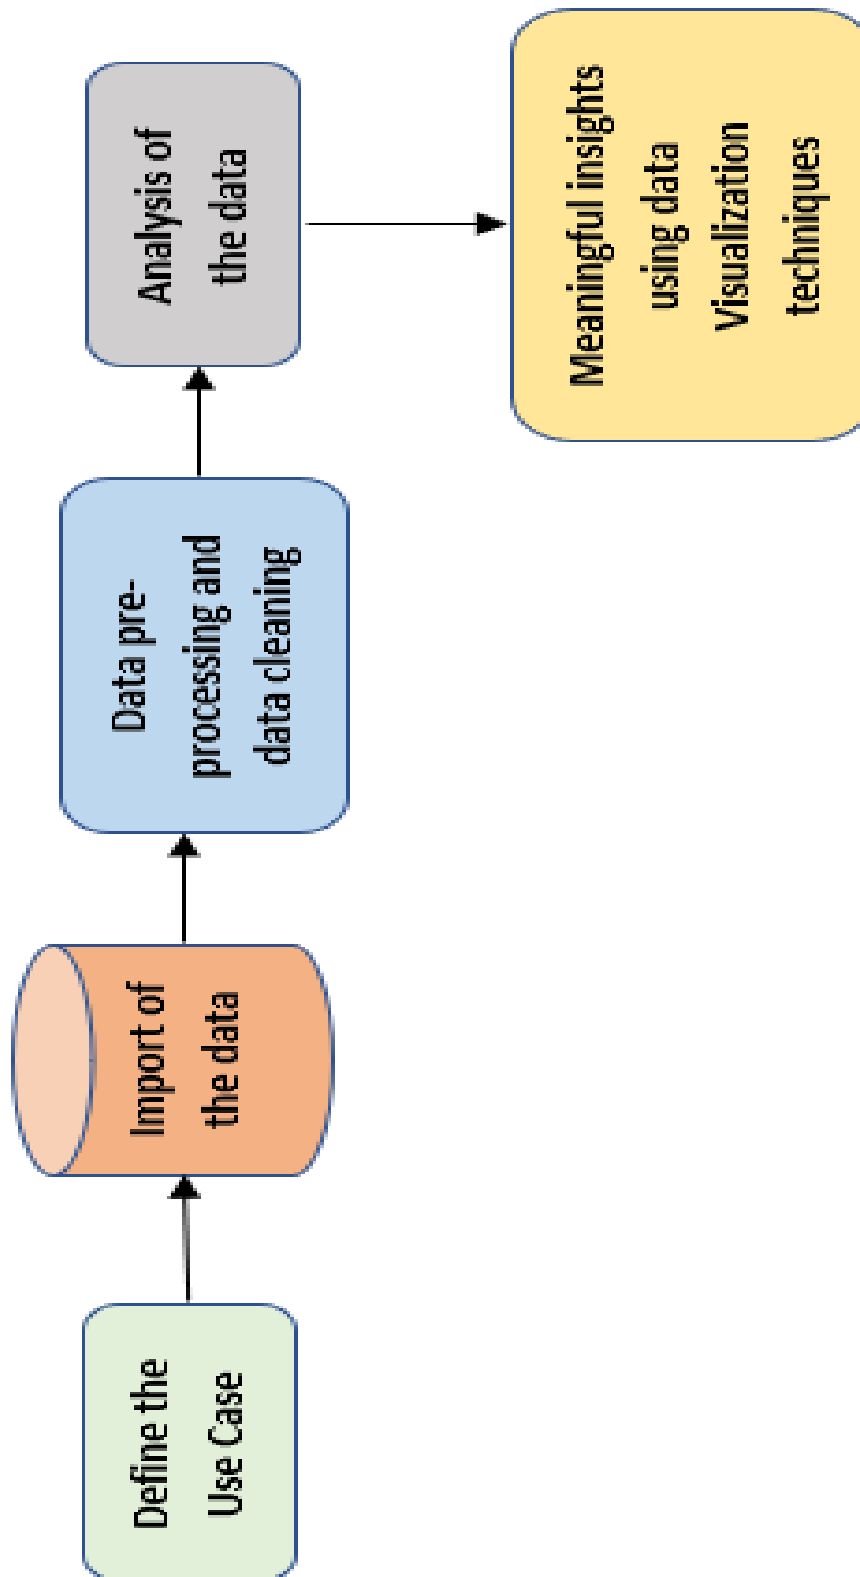 Define the
Use Case
Import of
the data
Data pre-
processing and
data cleaning
Analysis of
the data
Meaningful insights
using data
Visualization
techniques